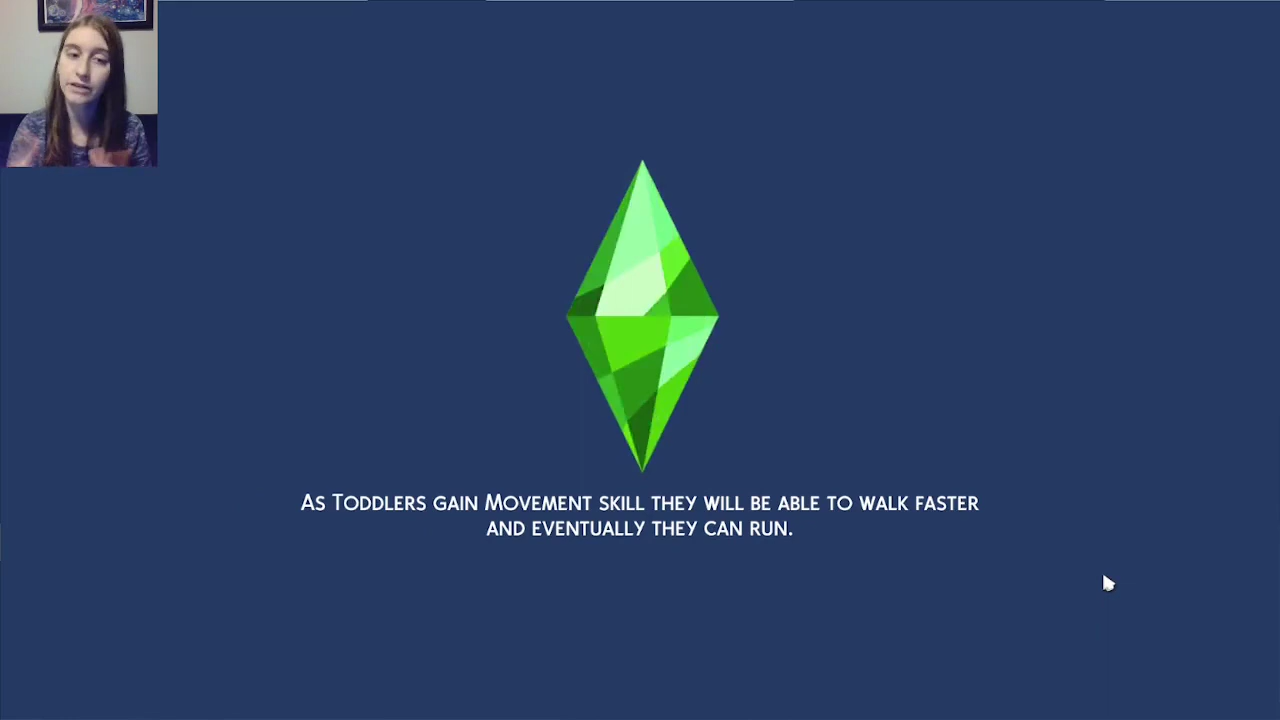 As Toddlers gain Movement skill they will be able to walk faster
and eventually they can run.